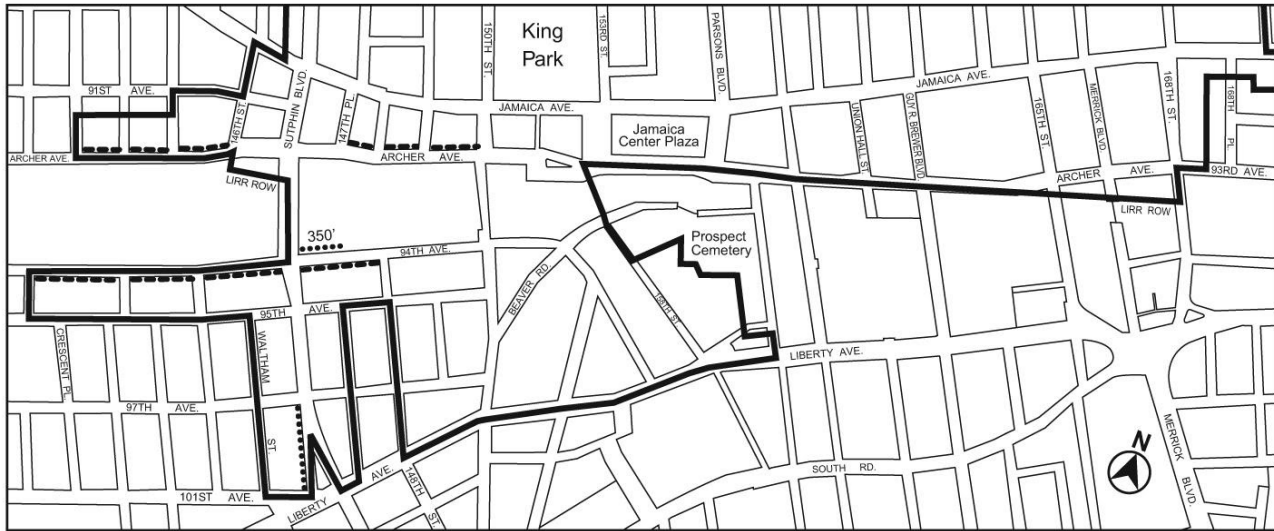 King
Park
150TH ST.
153RD ST.
PARSONS BLVD
JAMAICA AVE.
91ST AVE.
146TH ST.
SUTPHIN BLVD.
147TH PL.
JAMAICA AVE.
Jamaica
Center Plaza
UNION HALL ST.
GUY R. BREWER BLVD.
165TH ST.
MERRICK BLVD
168TH ST.
168TH PL
ARCHER AVE.
ARCHER AVE.
ARCHER AVE.
93RD AVE.
LIRR ROW
LIRR ROW
350'
94TH AVE.
Prospect
Cemetery
BEAVER RD.
158TH ST
95TH AVE.
WALTHAM ST.
CRESCENT PL.
LIBERTY AVE.
97TH AVE.
101ST AVE.
LIBERTY AVE.
148TH ST.
SOUTH RD.
MERRICK BLVD.
N